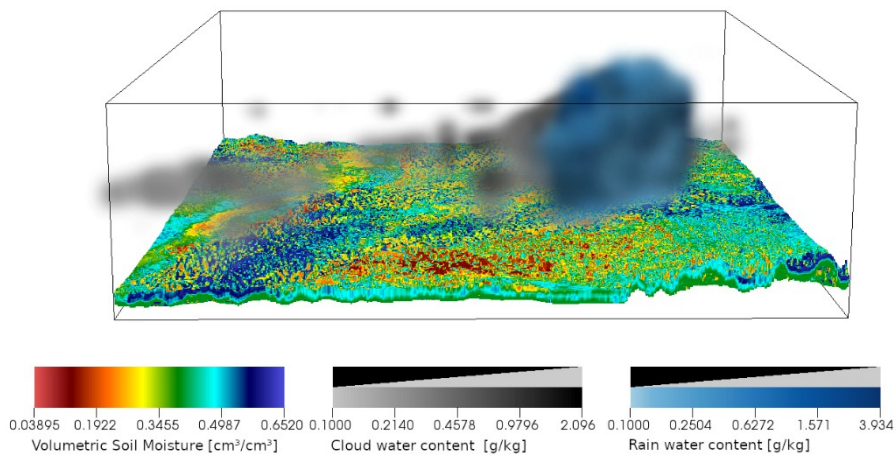 0.03895 0.1922 0.3455 0.4987 0.6520
Volumetric Soil Moisture [cm³/cm³]
0.1000 0.2140 0.4578 0.9796 2.096
Cloud water content [g/kg]
0.1000 0.2504 0.6272 1.571 3.934
Rain water content [g/kg]